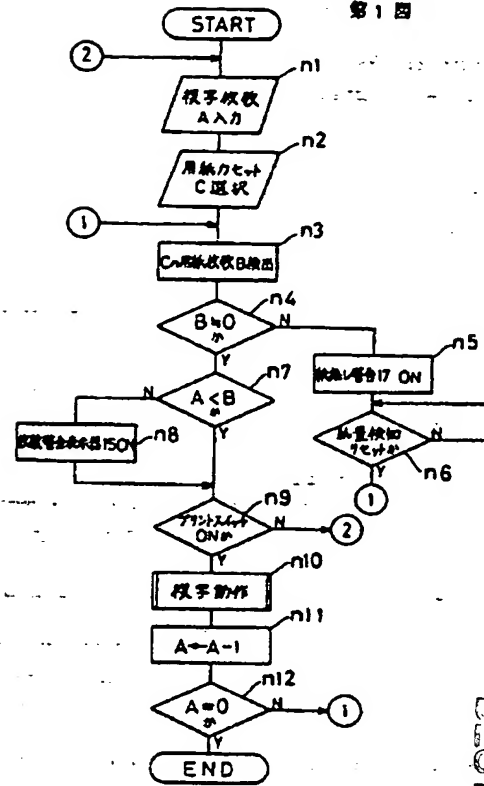 第1図
START
②
n1
複写枚数
A入力
n2
用紙カセット
C選択
①
n3
Cの用紙枚数B検出
n4
B≒0
か
N
Y
n5
紙無し警告17 ON
n7
A<B
か
N
Y
n8
n6
紙量検知
リセットか
N
Y
①
n9
プリントスイッチ
ONか
N
②
Y
n10
複写動作
n11
A←A-1
n12
A=0
か
N
①
Y
END